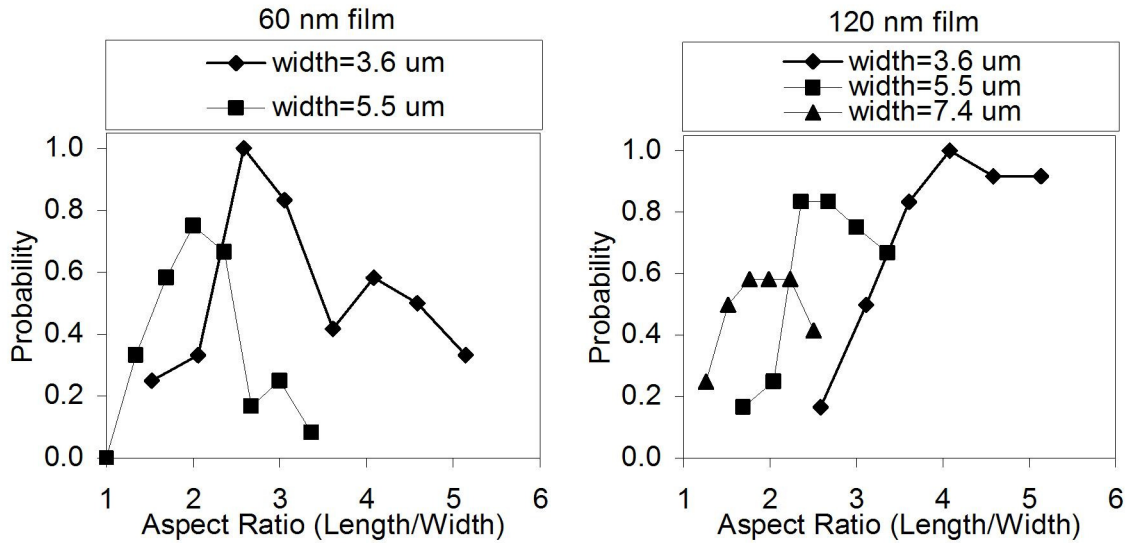 60 nm film
width=3.6 um
width=5.5 um
Probability
1.0
0.8
0.6
0.4
0.2
0.0
1 2 3 4 5 6
Aspect Ratio (Length/Width)
120 nm film
width=3.6 um
width=5.5 um
width=7.4 um
Probability
1.0
0.8
0.6
0.4
0.2
0.0
1 2 3 4 5 6
Aspect Ratio (Length/Width)